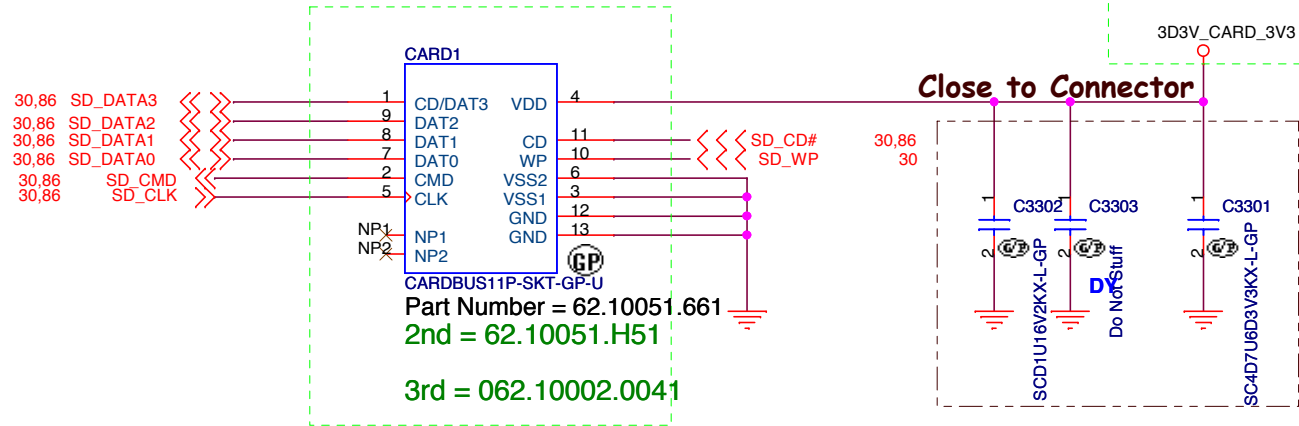 3D3V_CARD_3V3
CARD1
Close to Connector
30,86 SD_DATA3 1 CD/DAT3 VDD 4
30,86 SD_DATA2 9 DAT2
30,86 SD_DATA1 8 DAT1 CD 11 SD_CD# 30,86
30,86 SD_DATA0 7 DAT0 WP 10 SD_WP 30
30,86 SD_CMD 2 CMD VSS2 6
30,86 SD_CLK 5 CLK VSS1 3
GND 12
NP1 NP1 GND 13
NP2 NP2
GP
CARDBUS11P-SKT-GP-U
Part Number = 62.10051.661
2nd = 62.10051.H51
3rd = 062.10002.0041
1 C3302 2 G/P SCD1U16V2KX-L-GP
1 C3303 2 G/P DY Do Not Stuff
1 C3301 2 G/P SC4D7U6D3V3KX-L-GP